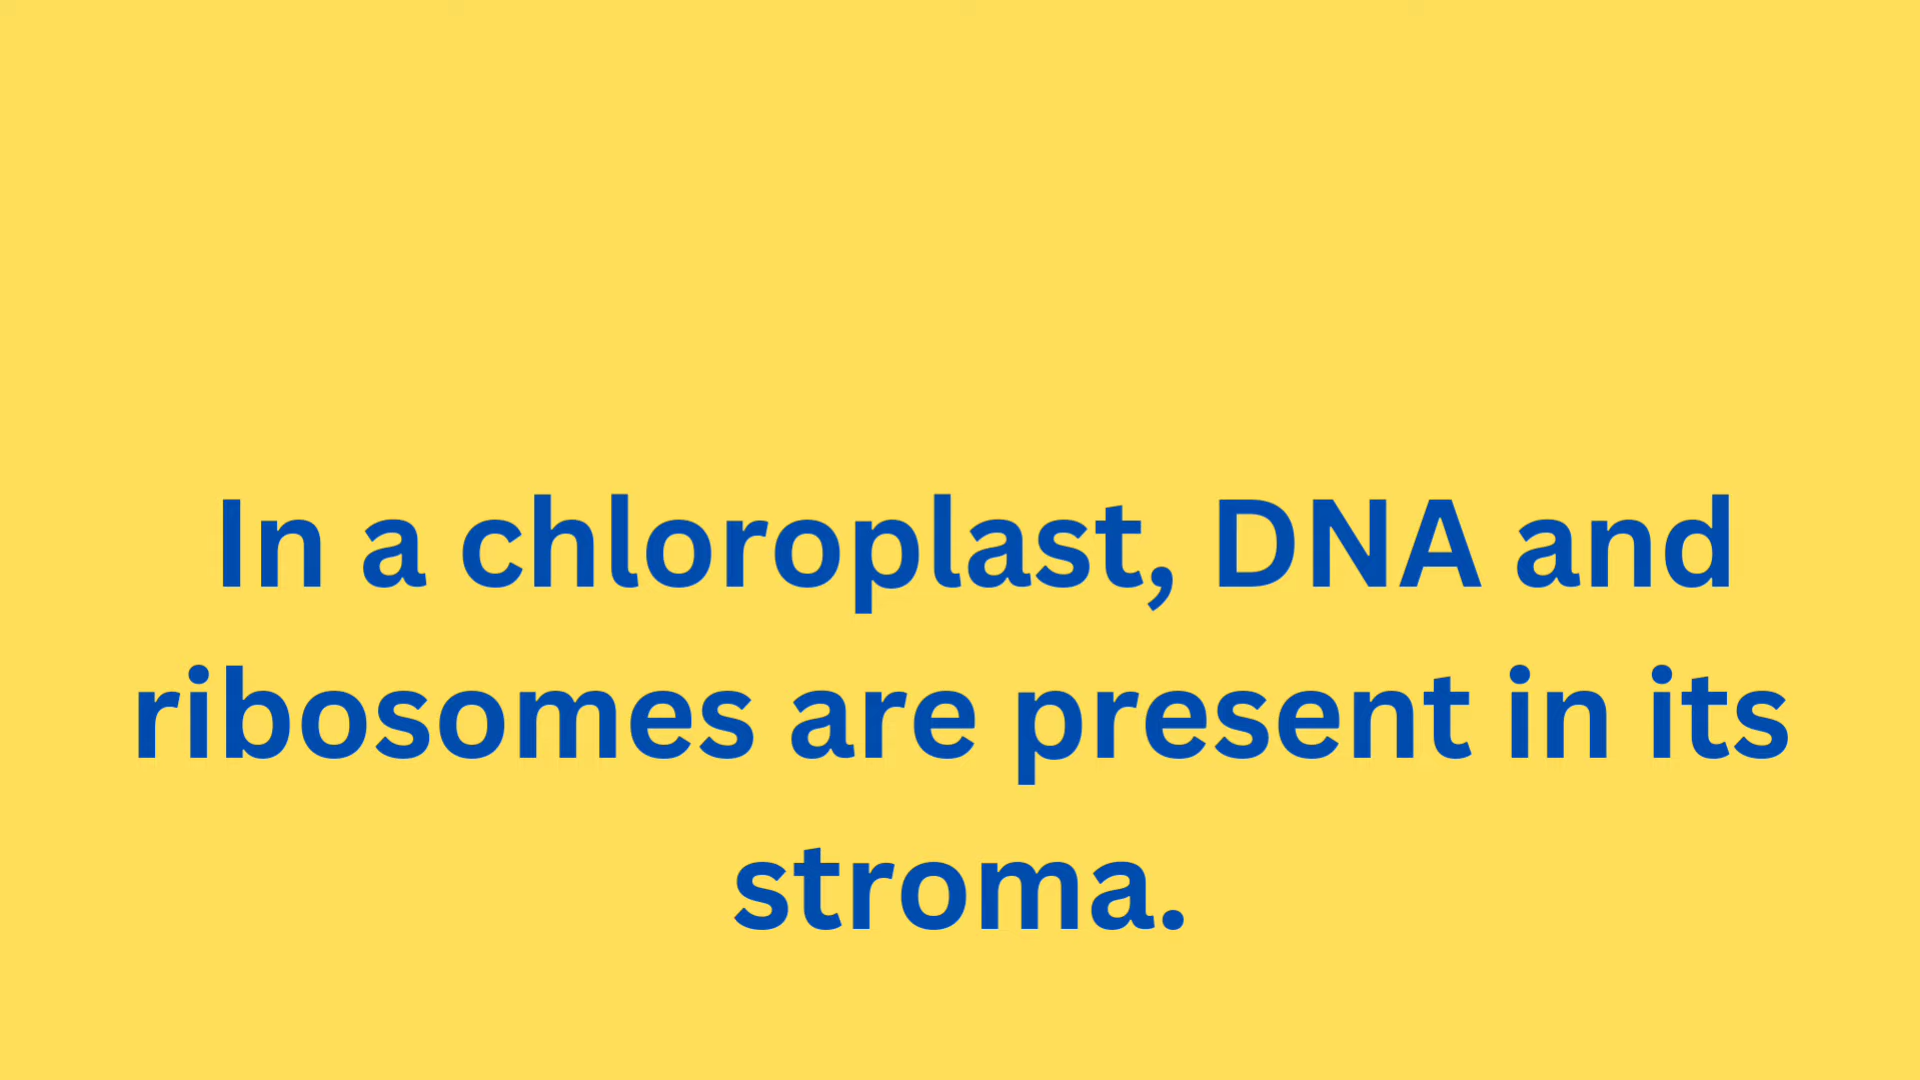 In a chloroplast, DNA and
ribosomes are present in its
stroma.